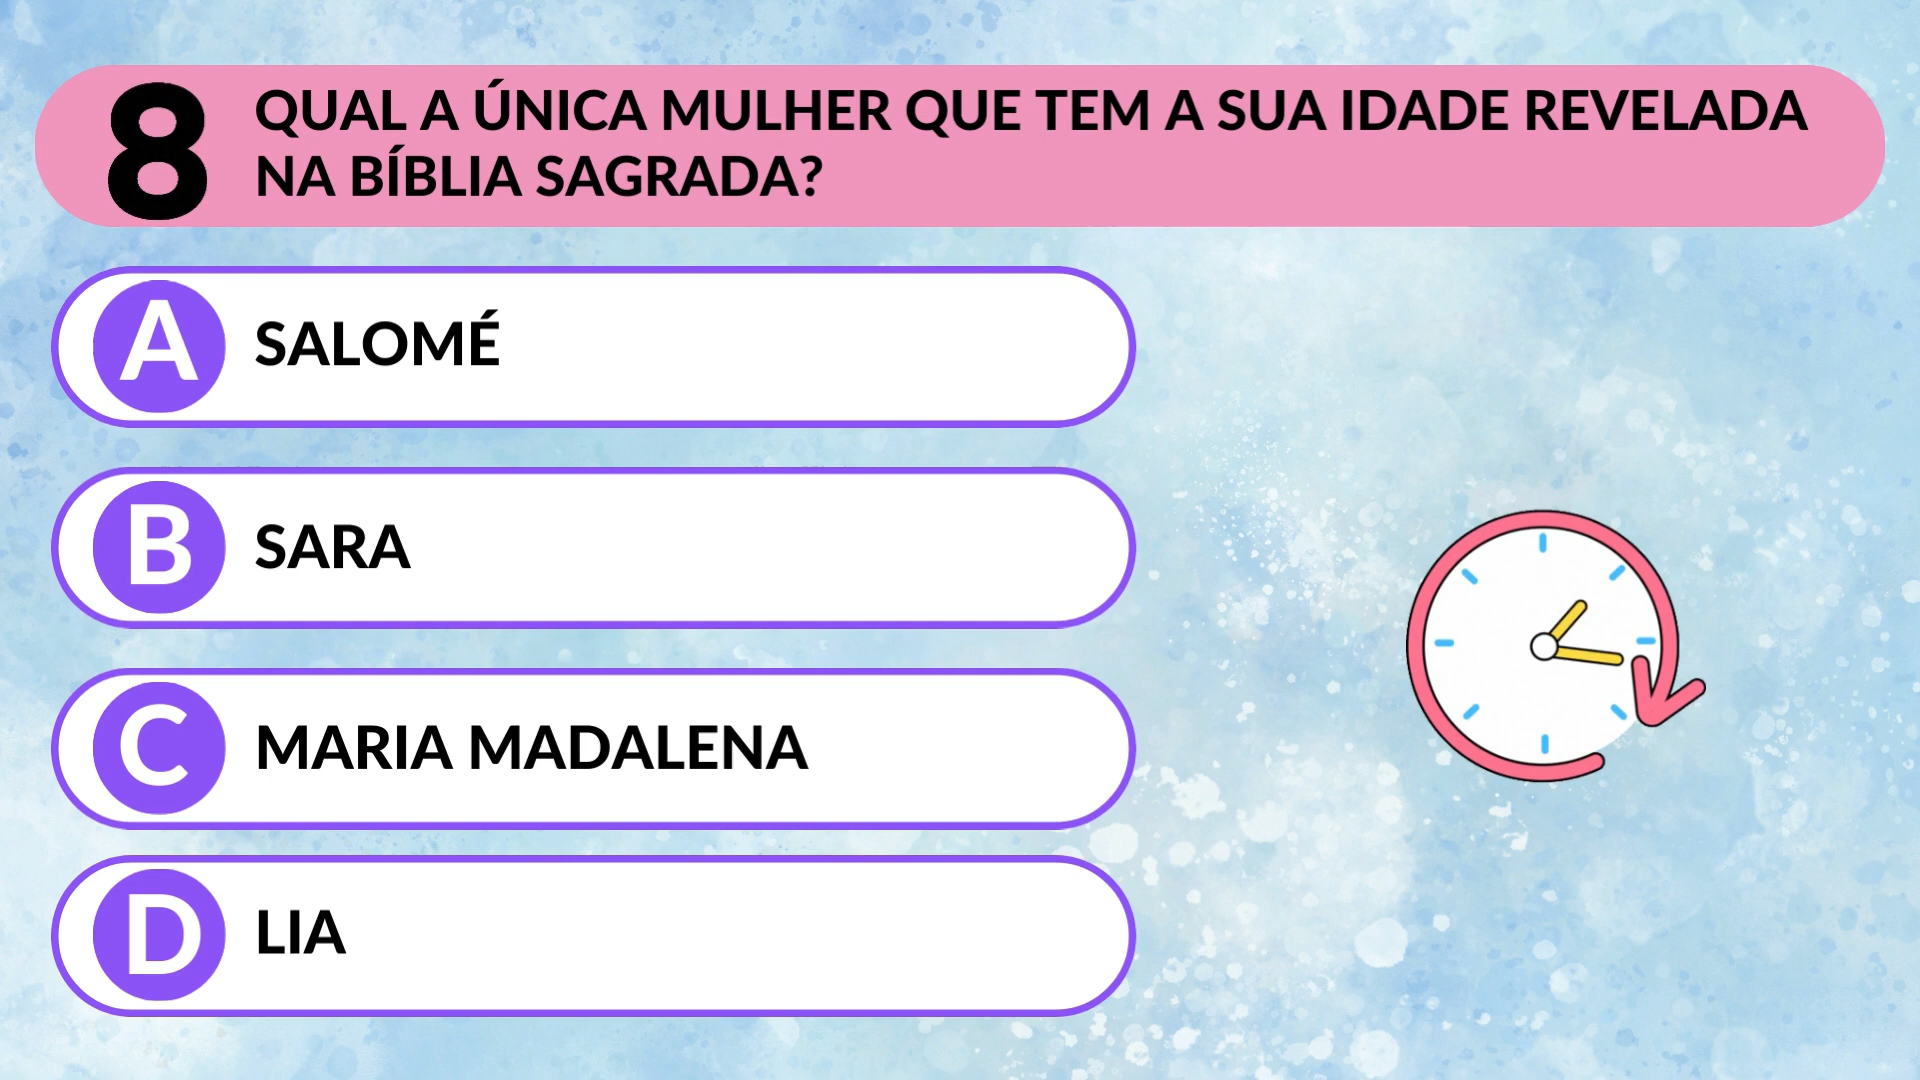 8
QUAL A ÚNICA MULHER QUE TEM A SUA IDADE REVELADA
NA BÍBLIA SAGRADA?
A SALOMÉ
B SARA
C MARIA MADALENA
D LIA